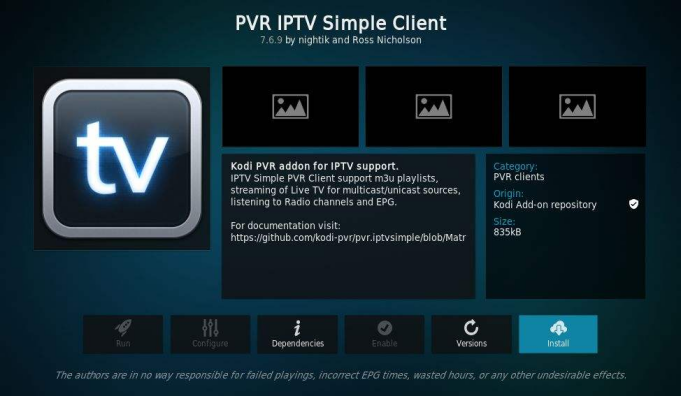 PVR IPTV Simple Client
7.6.9 by nightik and Ross Nicholson
tv
Kodi PVR addon for IPTV support.
IPTV Simple PVR Client support m3u playlists,
streaming of Live TV for multicast/unicast sources,
listening to Radio channels and EPG.
For documentation visit:
https://github.com/kodi-pvr/pvr.iptvsimple/blob/Matr
Category:
PVR clients
Origin:
Kodi Add-on repository
Size:
835kB
Run
Configure
Dependencies
Enable
Versions
Install
The authors are in no way responsible for failed playings, incorrect EPG times, wasted hours, or any other undesirable effects.